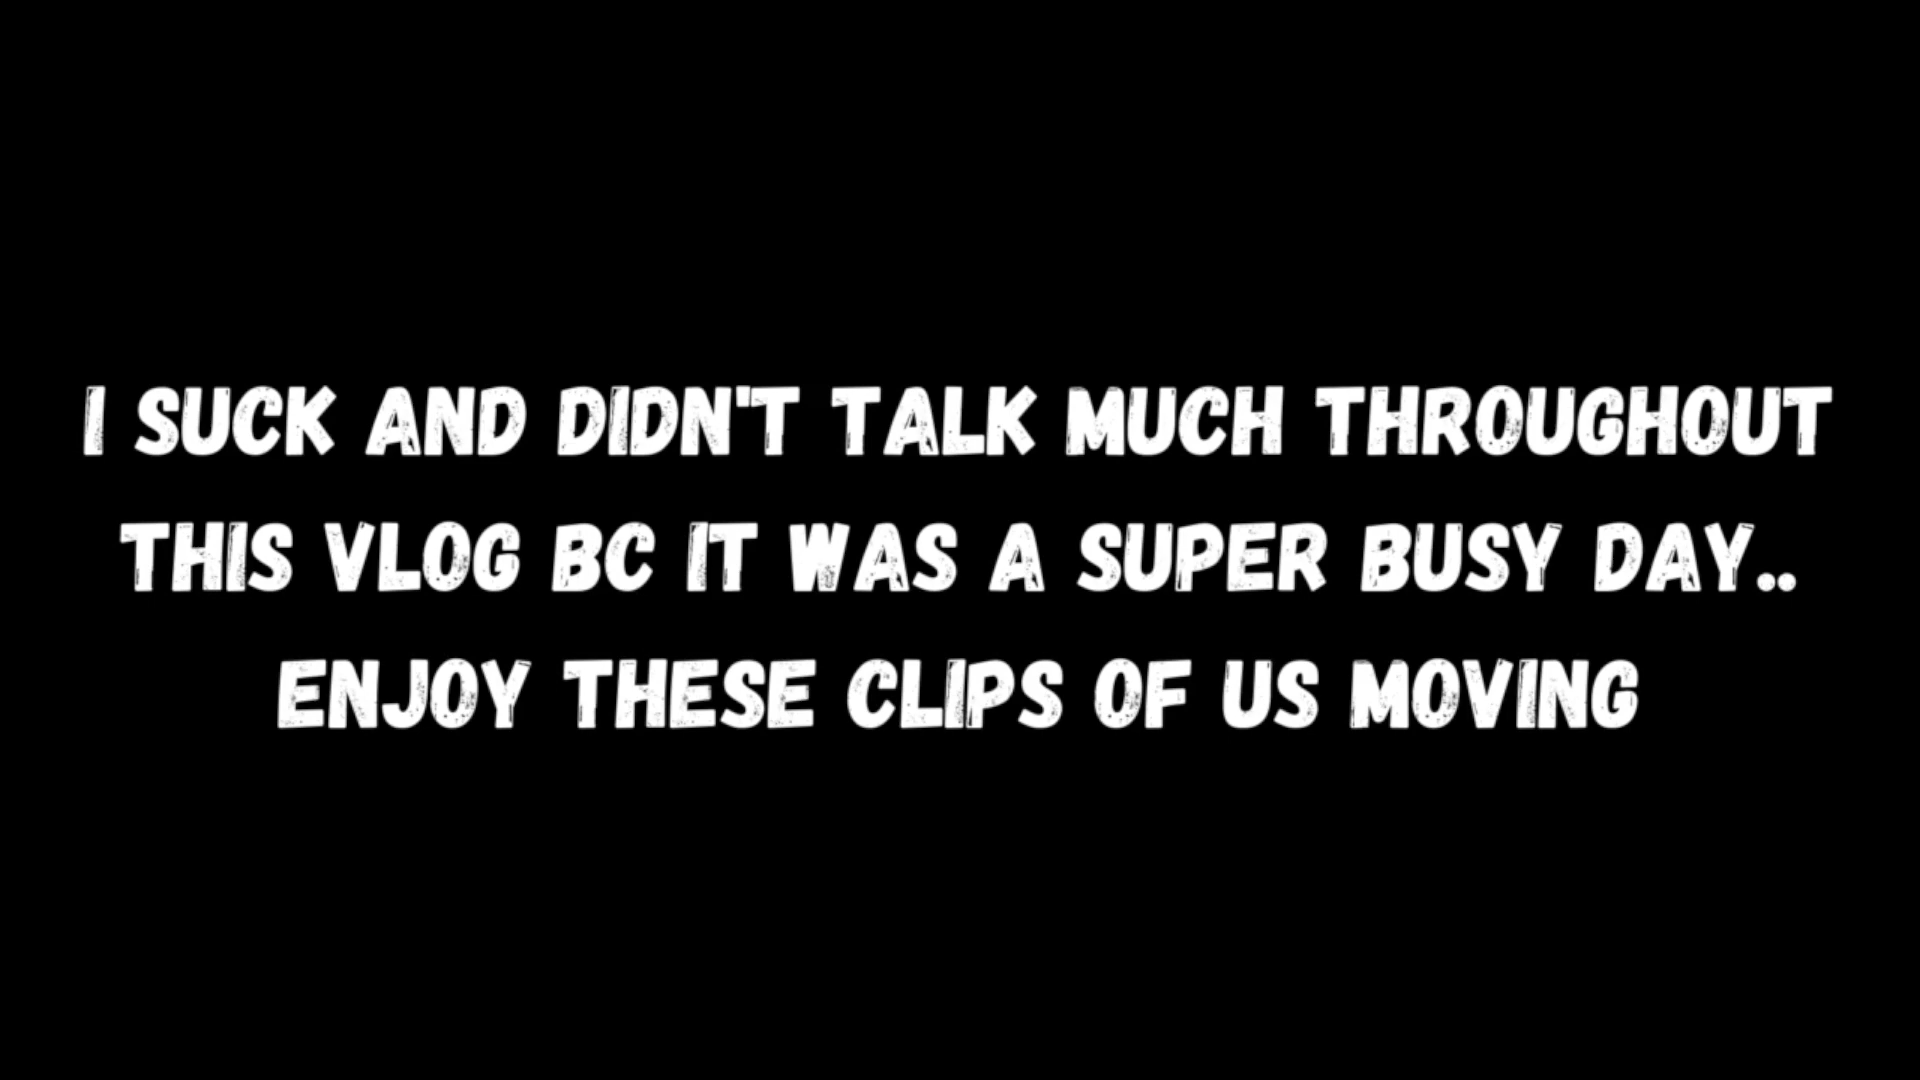 I SUCK AND DIDN'T TALK MUCH THROUGHOUT
THIS VLOG BC IT WAS A SUPER BUSY DAY..
ENJOY THESE CLIPS OF US MOVING